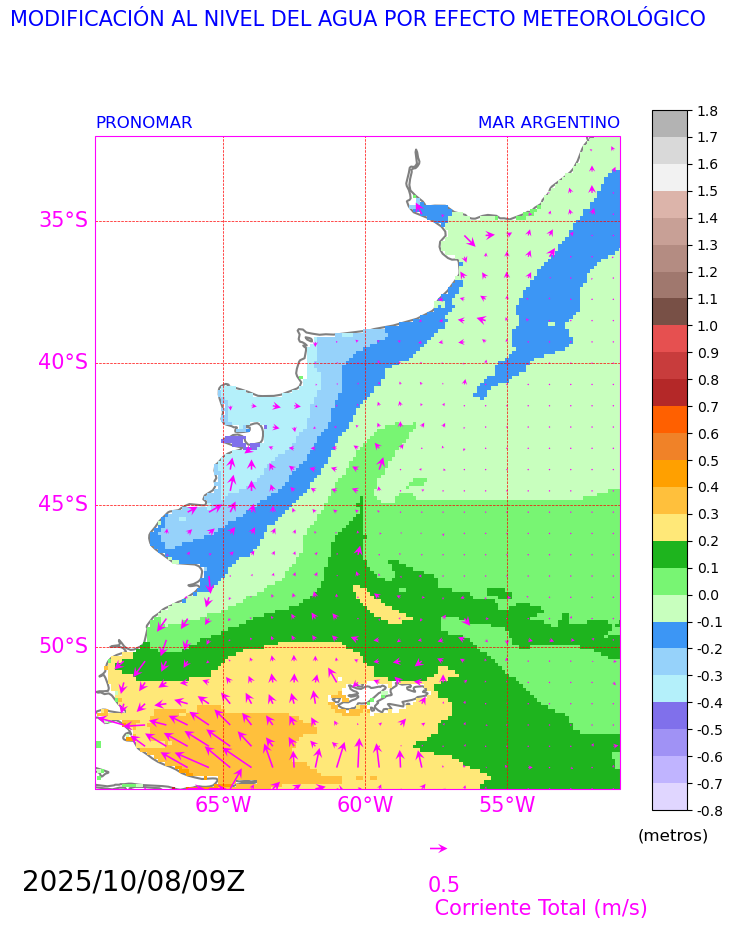 MODIFICACIÓN AL NIVEL DEL AGUA POR EFECTO METEOROLÓGICO
PRONOMAR MAR ARGENTINO
1.8
1.7
1.6
1.5
1.4
1.3
1.2
1.1
1.0
0.9
0.8
0.7
0.6
0.5
0.4
0.3
0.2
0.1
0.0
-0.1
-0.2
-0.3
-0.4
-0.5
-0.6
-0.7
-0.8
(metros)
35°S
40°S
45°S
50°S
65°W 60°W 55°W
2025/10/08/09Z
0.5
Corriente Total (m/s)